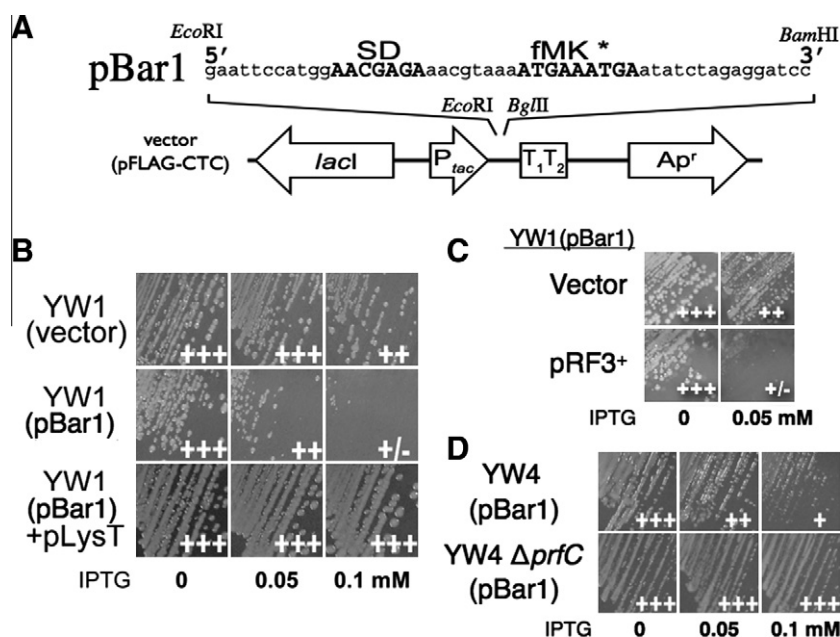 A
EcoRI
BamHI
5’ SD fMK * 3’
pBar1 gaattccatggAACGAGAaacgtaaaATGAAATGAatatctagaggatcc
EcoRI BglII
vector
(pFLAG-CTC)
lacI Ptac T1T2 Apr
B
YW1
(vector)
+++ +++ ++
YW1
(pBar1)
+++ ++ +/-
YW1
(pBar1)
+pLysT
+++ +++ +++
IPTG 0 0.05 0.1 mM
C
YW1(pBar1)
Vector
+++ ++
pRF3+
+++ +/-
IPTG 0 0.05 mM
D
YW4
(pBar1)
+++ ++ +
YW4 ΔprfC
(pBar1)
+++ +++ +++
IPTG 0 0.05 0.1 mM